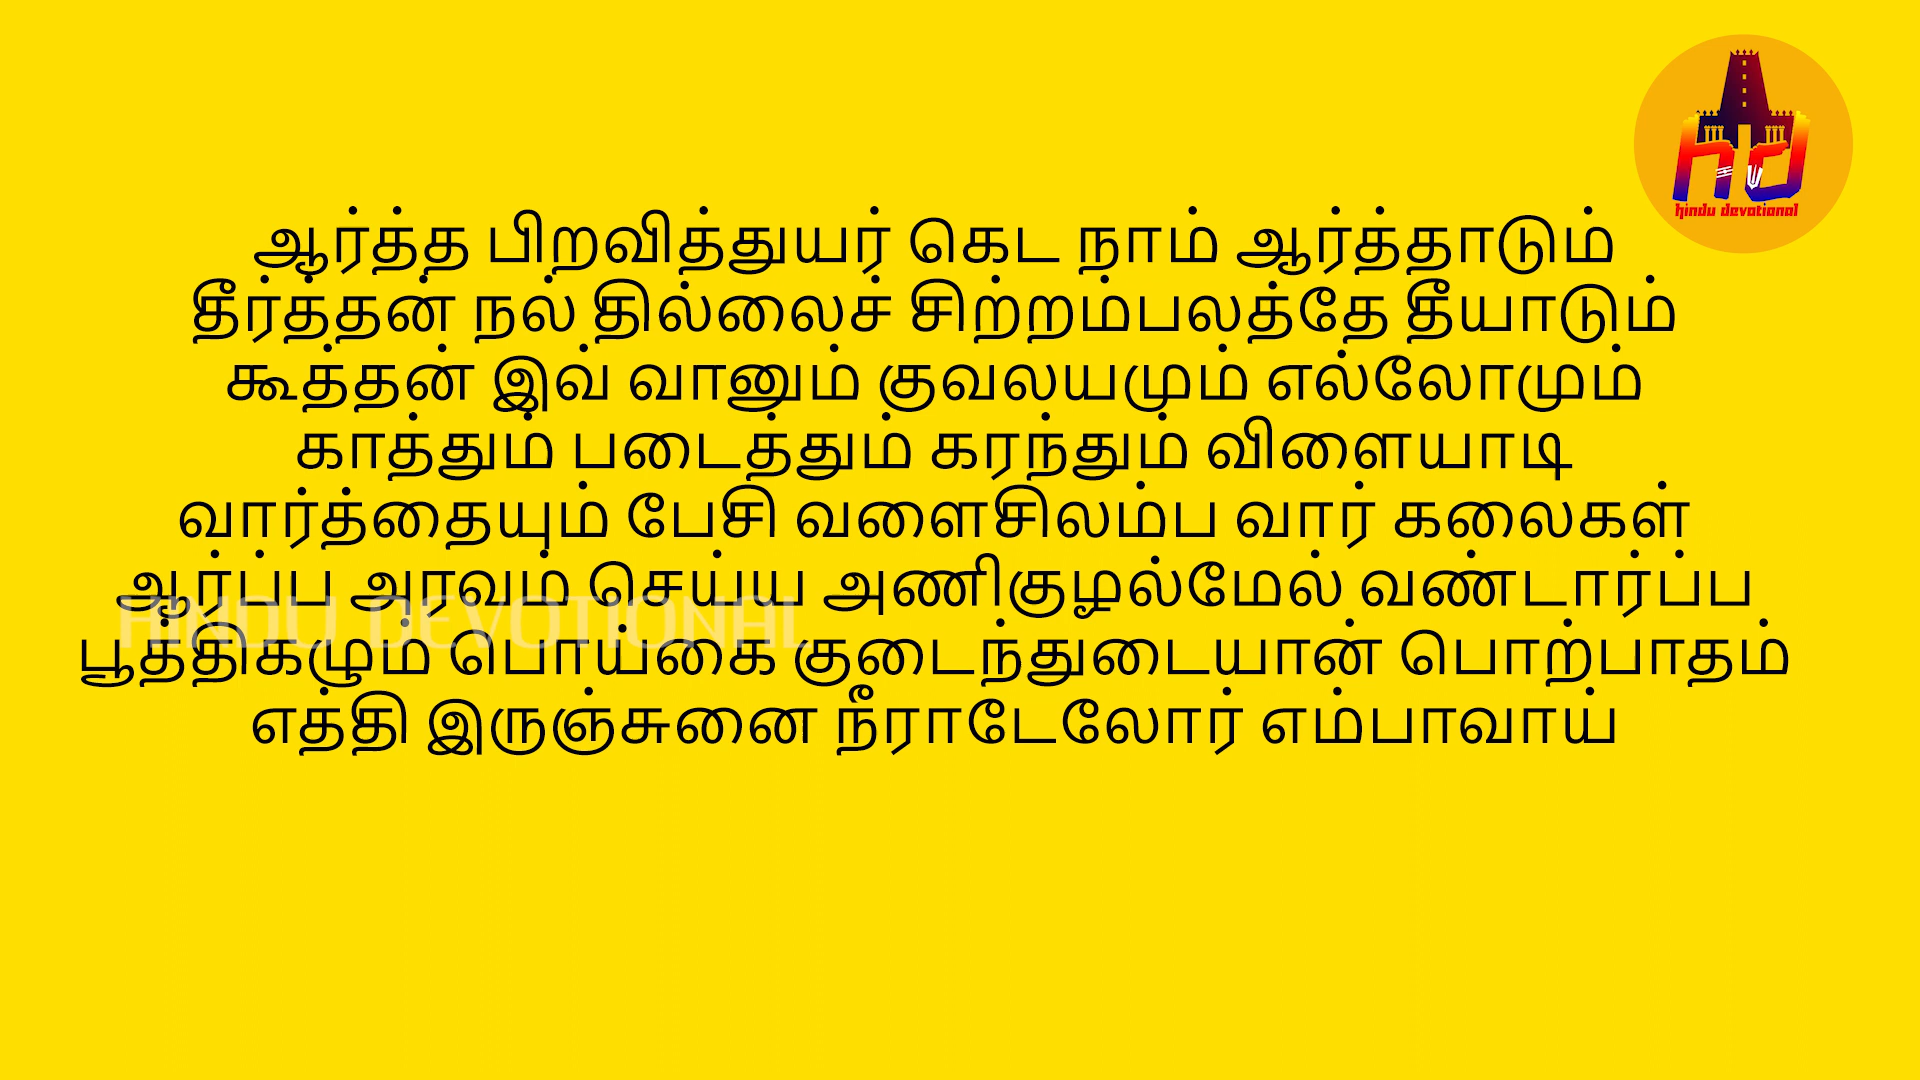 hindu devotional
ஆர்த்த பிறவித்துயர் கெட நாம் ஆர்த்தாடும்
தீர்த்தன் நல் தில்லைச் சிற்றம்பலத்தே தீயாடும்
கூத்தன் இவ் வானும் குவலயமும் எல்லோமும்
காத்தும் படைத்தும் கரந்தும் விளையாடி
வார்த்தையும் பேசி வளைசிலம்ப வார் கலைகள்
ஆர்ப்ப அரவம் செய்ய அணிகுழல்மேல் வண்டார்ப்ப
HINDU DEVOTIONAL
பூத்திகழும் பொய்கை குடைந்துடையான் பொற்பாதம்
எத்தி இருஞ்சுனை நீராடேலோர் எம்பாவாய்